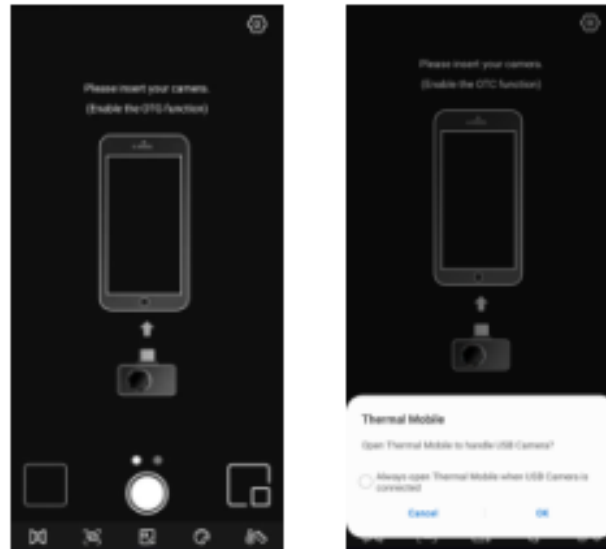 Please insert your camera.
(Enable the OTG function)
Please insert your camera.
(Enable the OTG function)
Thermal Mobile
Open Thermal Mobile to handle USB Camera?
Always open Thermal Mobile when USB Camera is
connected
Cancel
OK